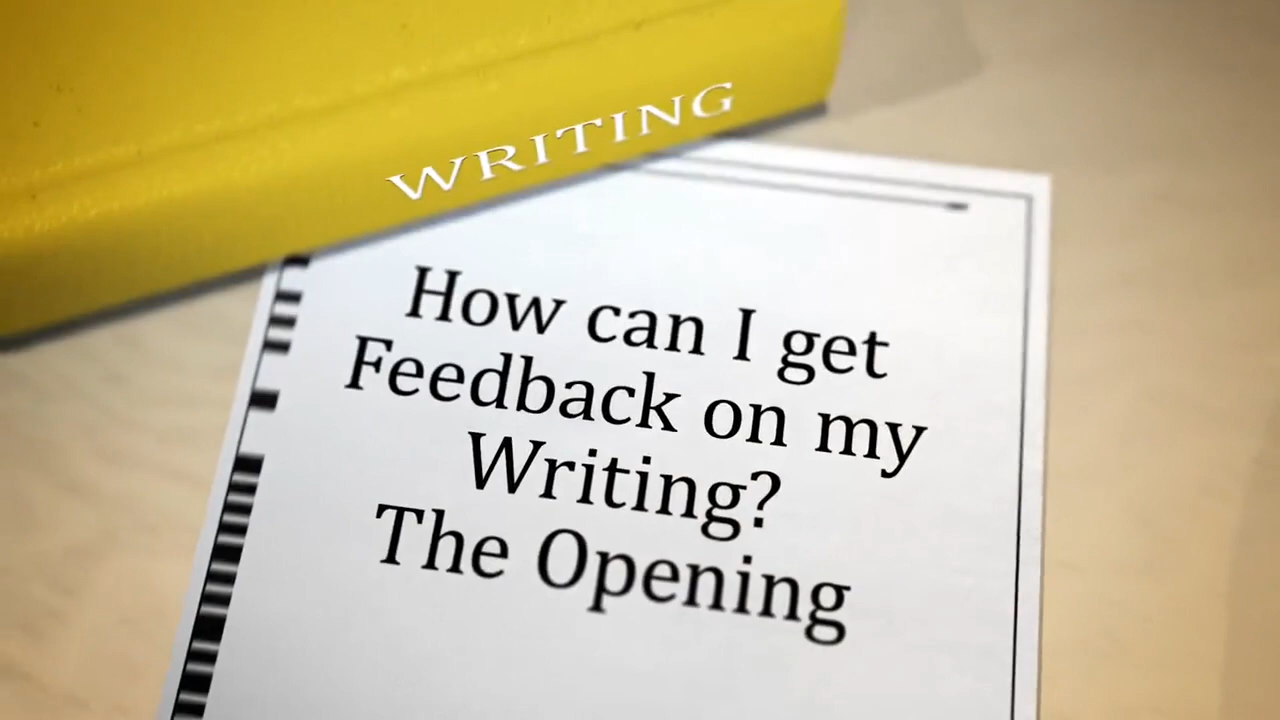 WRITING
How can I get
Feedback on my
Writing?
The Opening